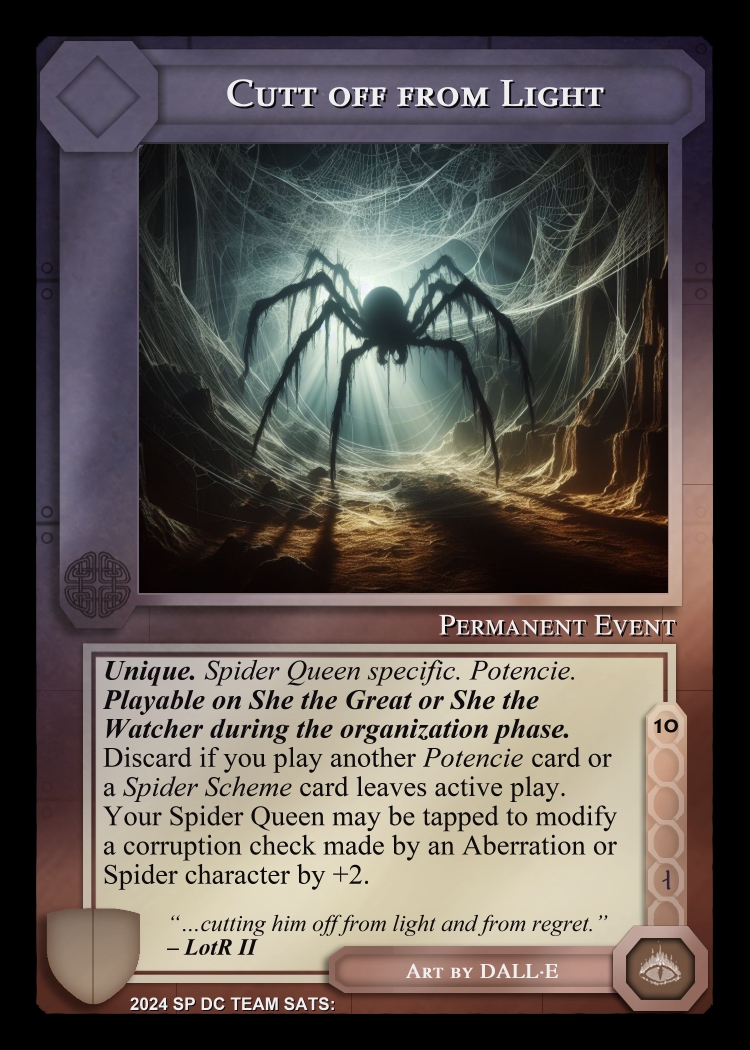 Cutt off from Light
Permanent Event
Unique. Spider Queen specific. Potencie.
Playable on She the Great or She the
Watcher during the organization phase.
Discard if you play another Potencie card or
a Spider Scheme card leaves active play.
Your Spider Queen may be tapped to modify
a corruption check made by an Aberration or
Spider character by +2.
10
“...cutting him off from light and from regret.”
– LotR II
Art by DALL·E
2024 SP DC TEAM SATS: